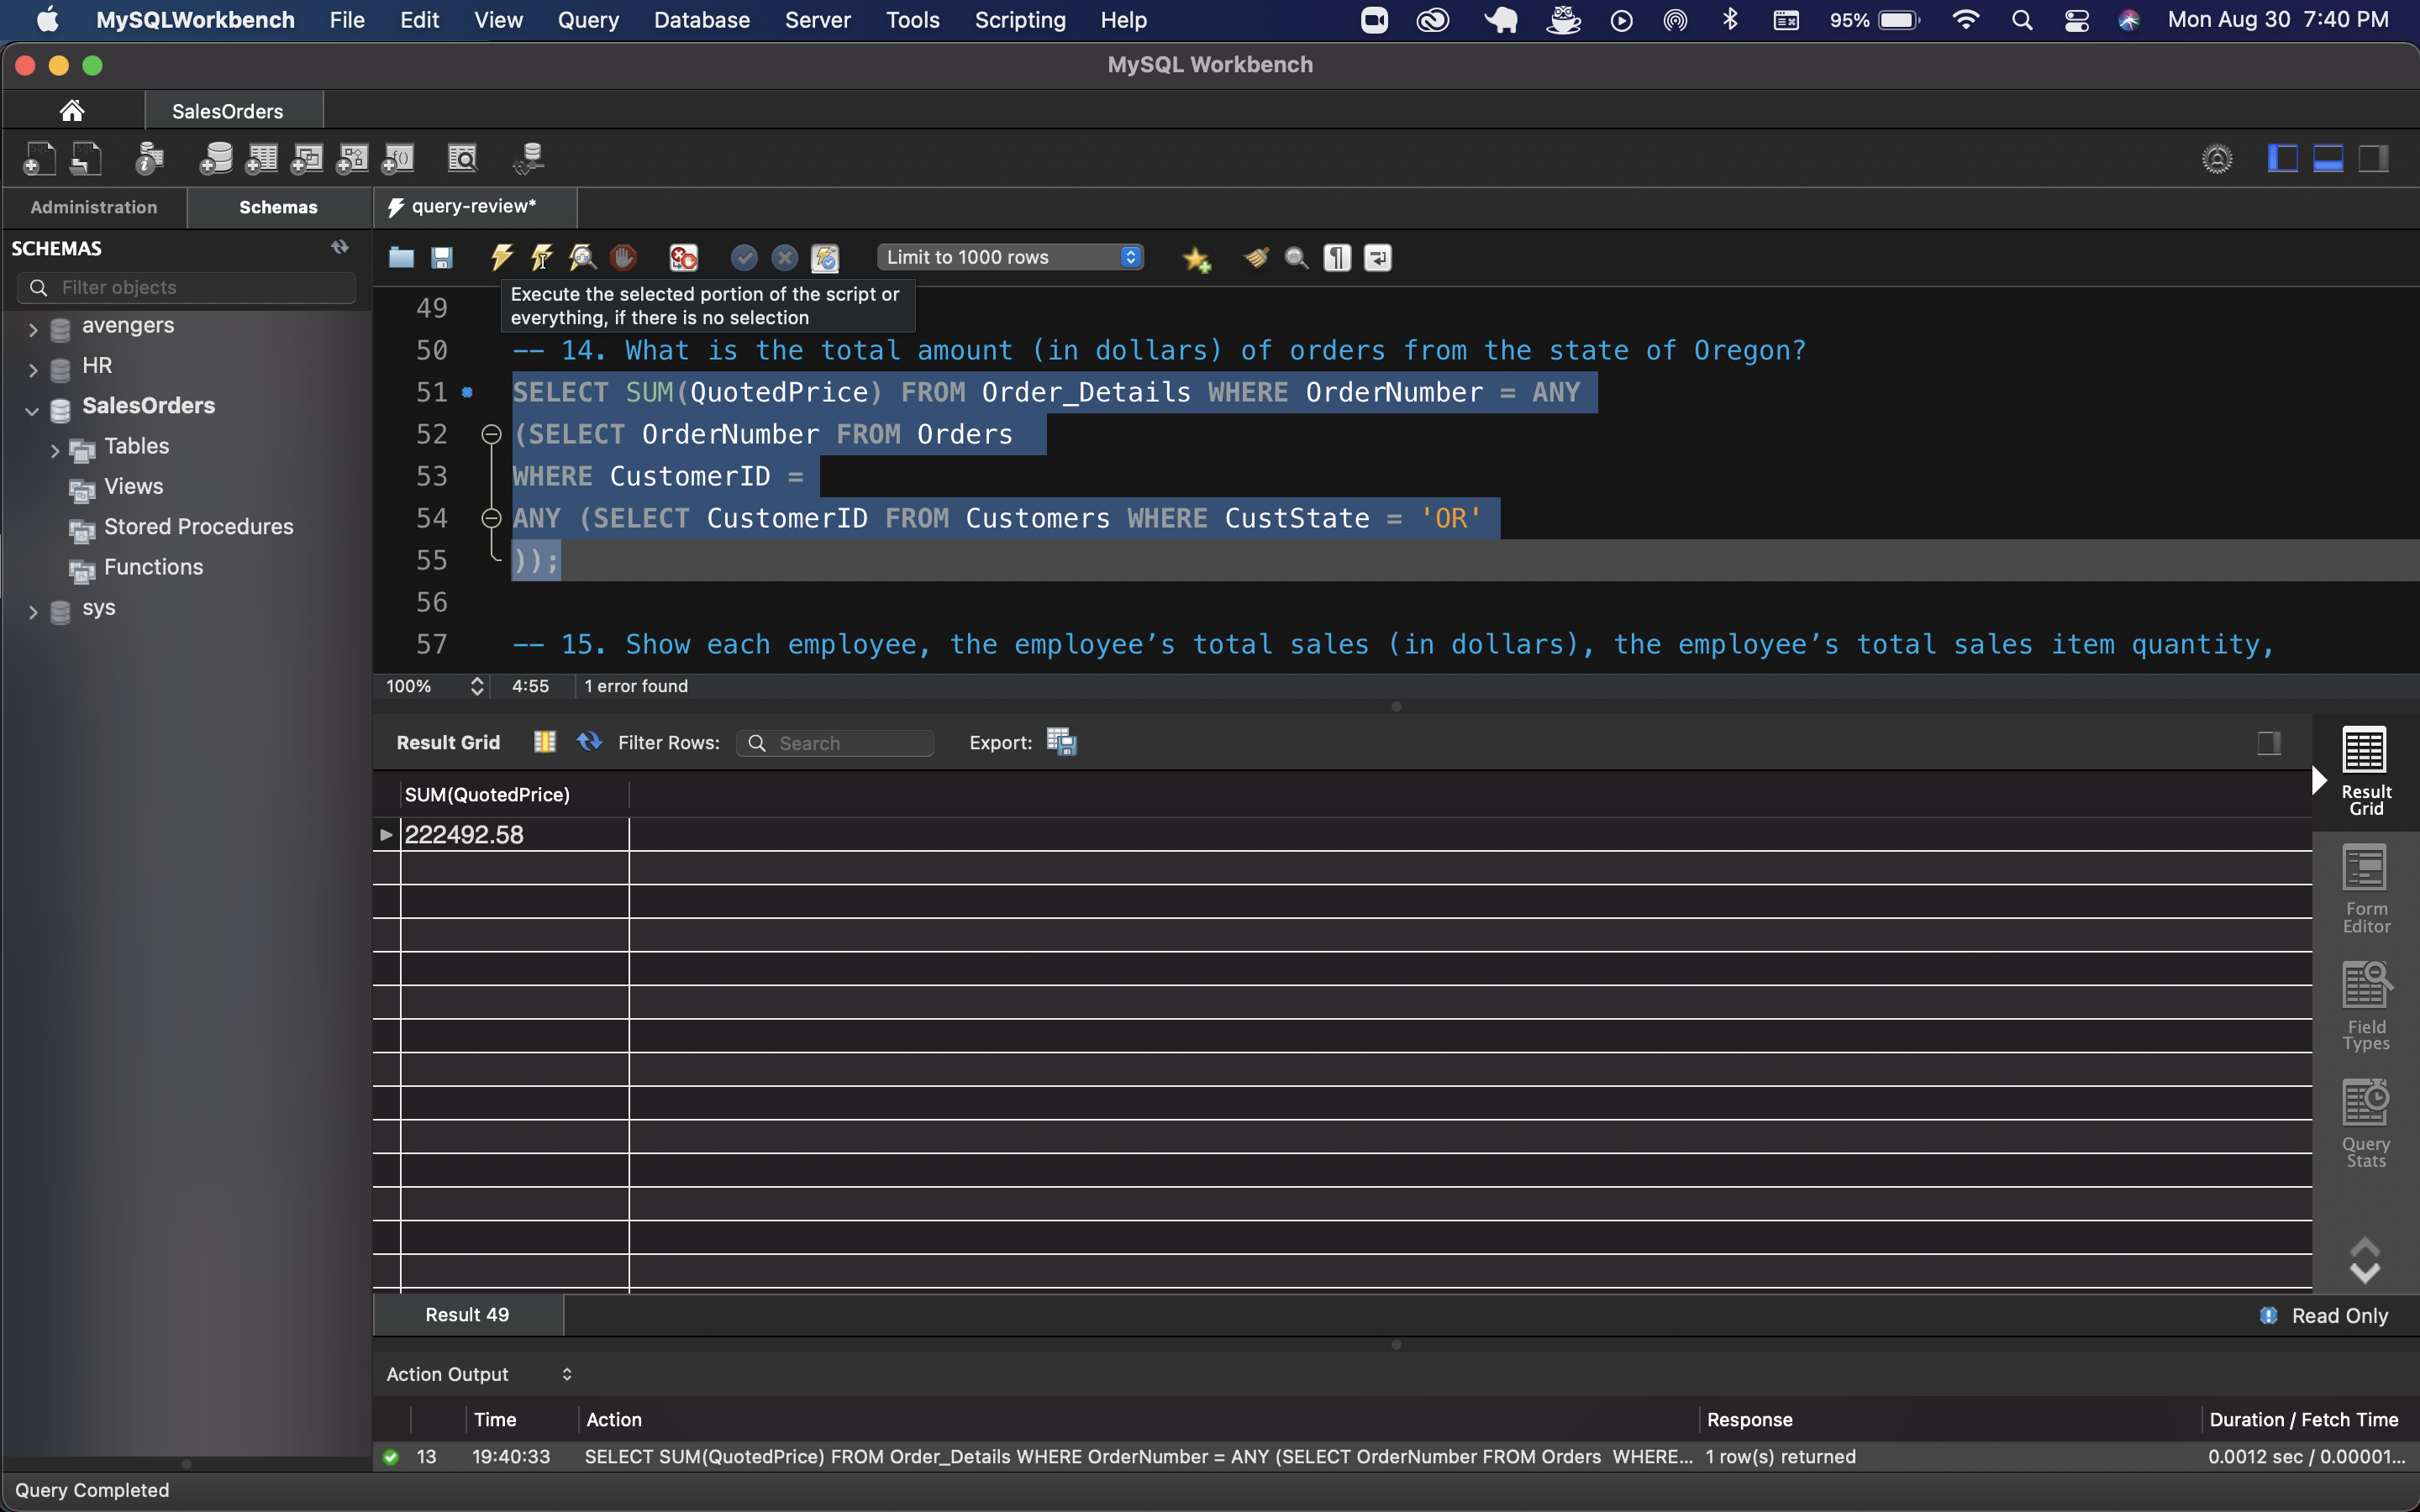 MySQLWorkbench File Edit View Query Database Server Tools Scripting Help 95% Mon Aug 30 7:40 PM
MySQL Workbench
SalesOrders
Administration Schemas query-review*
SCHEMAS
Limit to 1000 rows
Filter objects
Execute the selected portion of the script or
everything, if there is no selection
avengers
HR
SalesOrders
Tables
Views
Stored Procedures
Functions
sys
49
50 -- 14. What is the total amount (in dollars) of orders from the state of Oregon?
51 SELECT SUM(QuotedPrice) FROM Order_Details WHERE OrderNumber = ANY
52 (SELECT OrderNumber FROM Orders
53 WHERE CustomerID =
54 ANY (SELECT CustomerID FROM Customers WHERE CustState = 'OR'
55 ));
56
57 -- 15. Show each employee, the employee’s total sales (in dollars), the employee’s total sales item quantity,
100% 4:55 1 error found
Result Grid Filter Rows: Search Export:
SUM(QuotedPrice)
222492.58
Result
Grid
Form
Editor
Field
Types
Query
Stats
Result 49 Read Only
Action Output
Time Action Response Duration / Fetch Time
13 19:40:33 SELECT SUM(QuotedPrice) FROM Order_Details WHERE OrderNumber = ANY (SELECT OrderNumber FROM Orders WHERE... 1 row(s) returned 0.0012 sec / 0.00001...
Query Completed